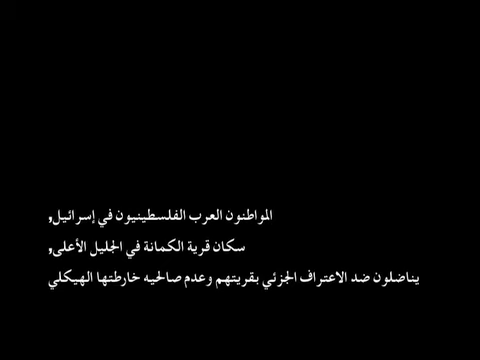 المواطنون العرب الفلسطينيون في إسرائيل,
سكان قرية الكمانة في الجليل الأعلى,
يناضلون ضد الاعتراف الجزئي بقريتهم وعدم صالحيه خارطتها الهيكلي